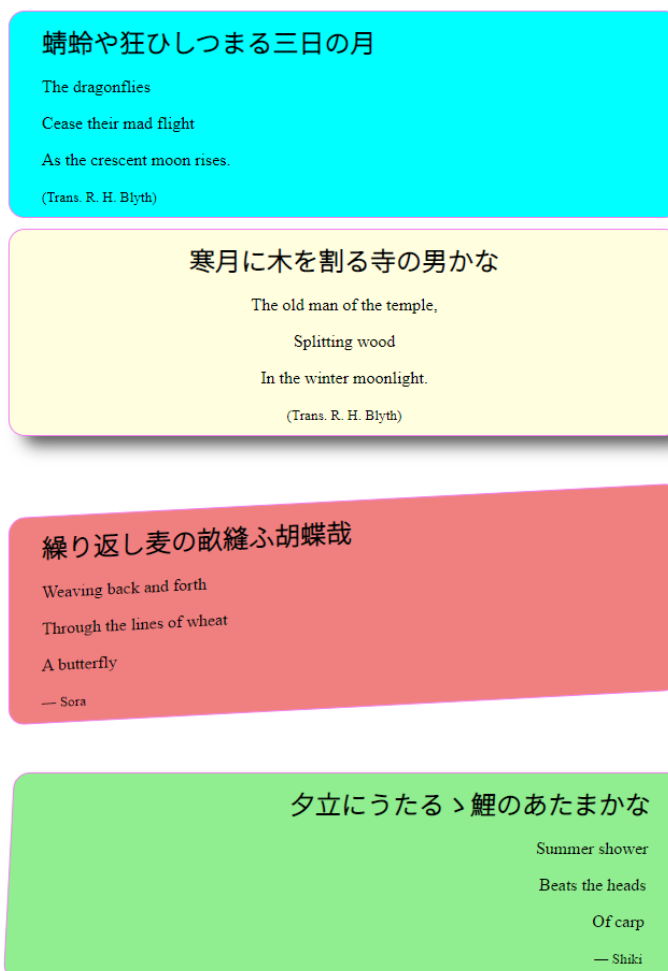 蜻蛉や狂ひしつまる三日の月
The dragonflies
Cease their mad flight
As the crescent moon rises.
(Trans. R. H. Blyth)
寒月に木を割る寺の男かな
The old man of the temple,
Splitting wood
In the winter moonlight.
(Trans. R. H. Blyth)
繰り返し麦の畝縫ふ胡蝶哉
Weaving back and forth
Through the lines of wheat
A butterfly
— Sora
夕立にうたるゝ鯉のあたまかな
Summer shower
Beats the heads
Of carp
— Shiki